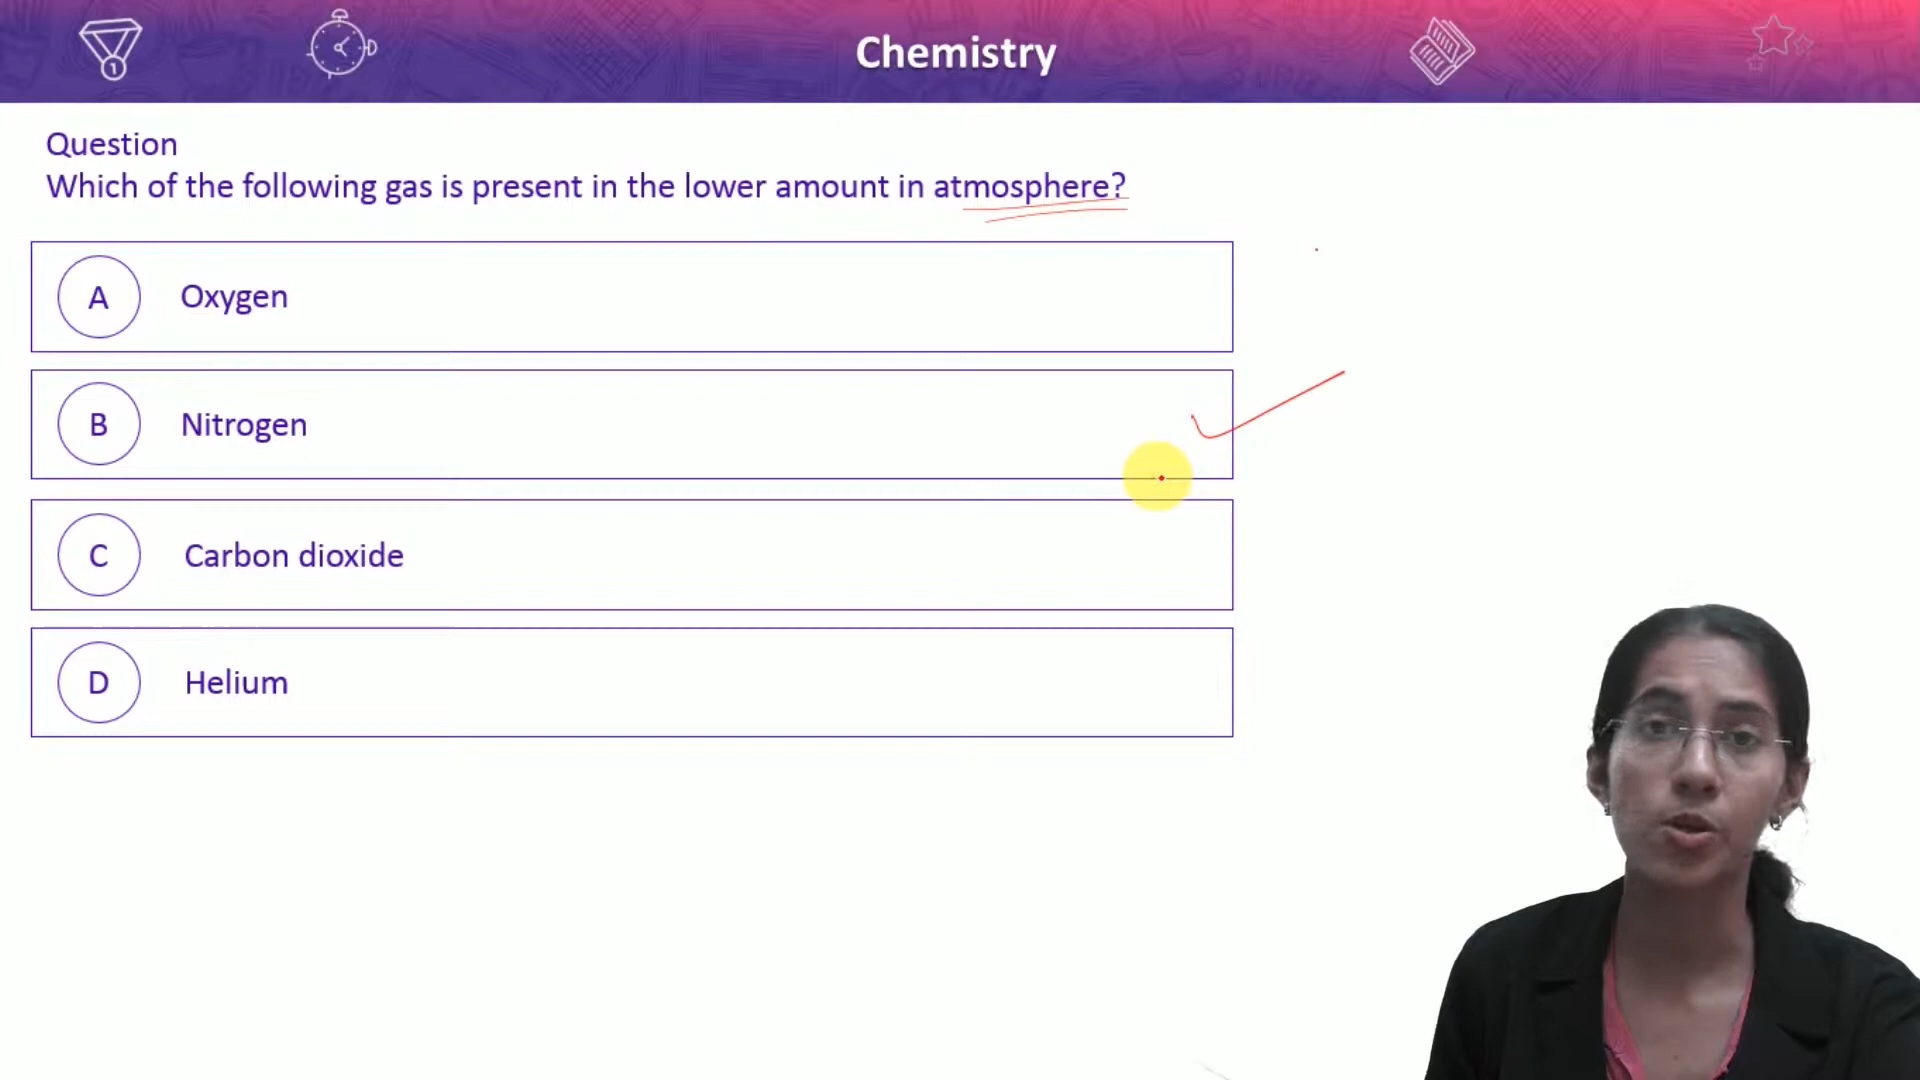 Chemistry
Question
Which of the following gas is present in the lower amount in atmosphere?
A Oxygen
B Nitrogen
C Carbon dioxide
D Helium
1